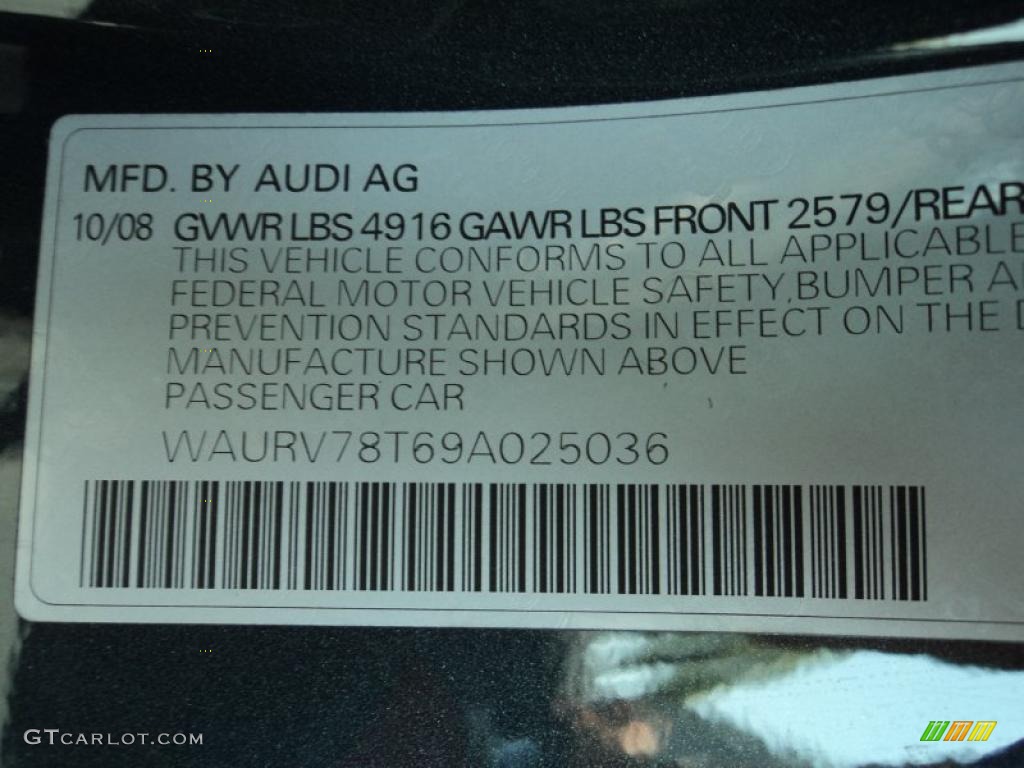 MFD. BY AUDI AG
10/08 GVWR LBS 4916 GAWR LBS FRONT 2579/REAR
THIS VEHICLE CONFORMS TO ALL APPLICABLE
FEDERAL MOTOR VEHICLE SAFETY, BUMPER
PREVENTION STANDARDS IN EFFECT ON THE
MANUFACTURE SHOWN ABOVE
PASSENGER CAR
WAURV78T69A025036
GTCARLOT.COM